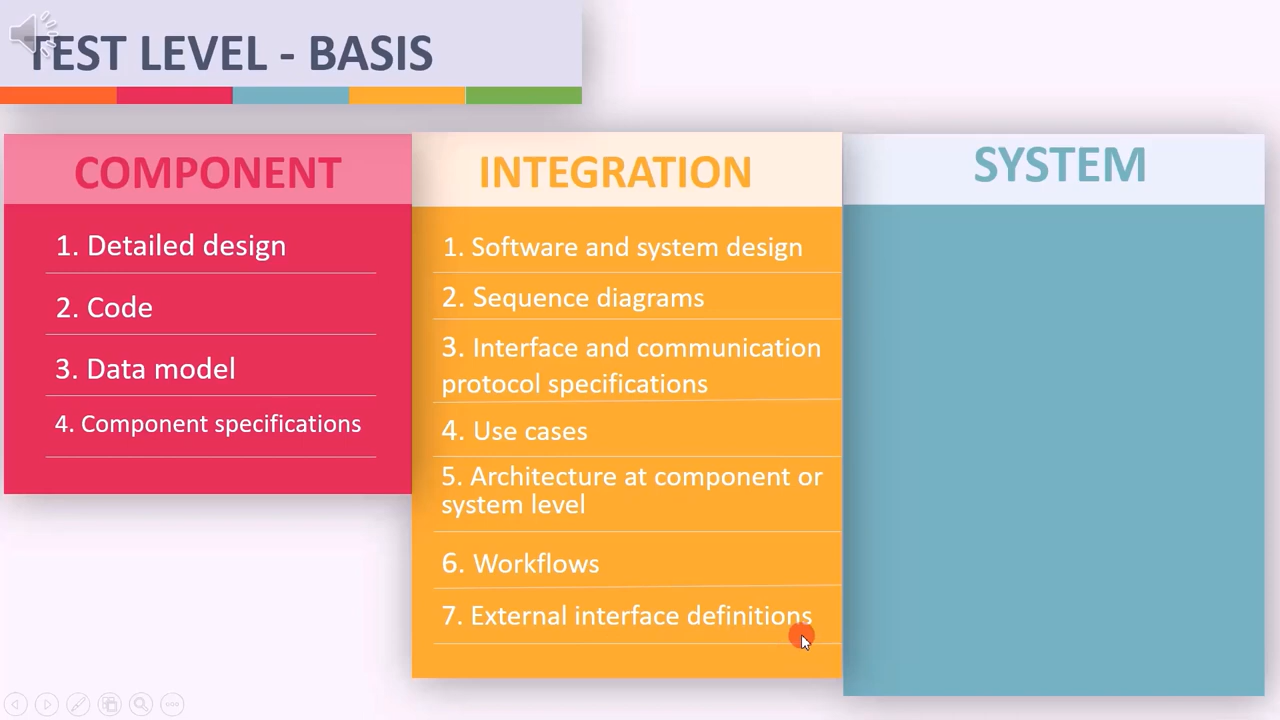 TEST LEVEL - BASIS
COMPONENT
1. Detailed design
2. Code
3. Data model
4. Component specifications
INTEGRATION
1. Software and system design
2. Sequence diagrams
3. Interface and communication
protocol specifications
4. Use cases
5. Architecture at component or
system level
6. Workflows
7. External interface definitions
SYSTEM